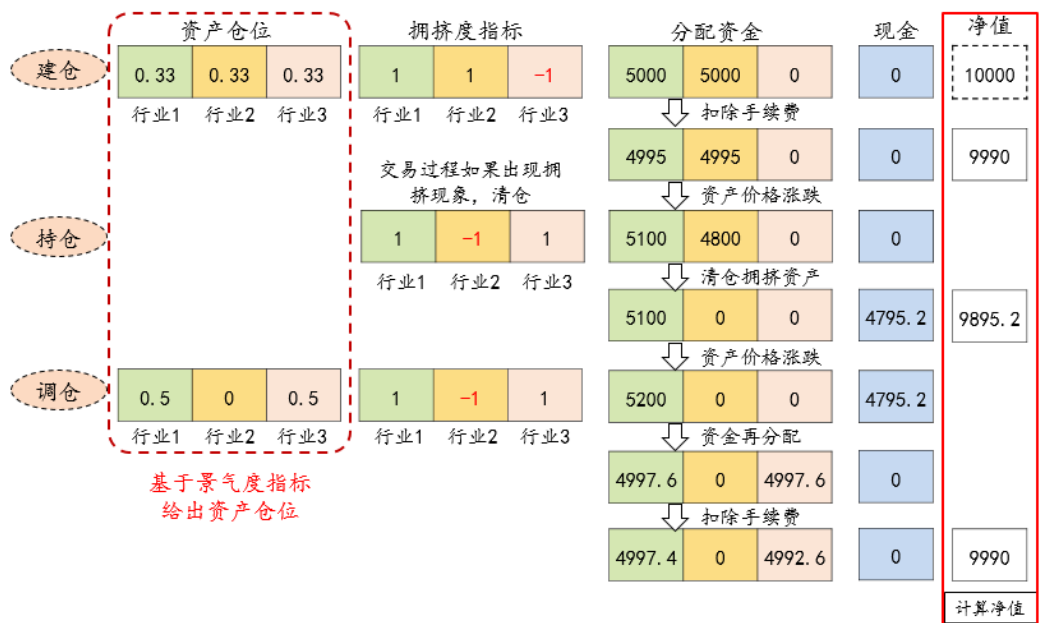 资产仓位 拥挤度指标 分配资金 现金 净值
建仓 0.33 0.33 0.33 1 1 -1 5000 5000 0 0 10000
行业1 行业2 行业3 行业1 行业2 行业3 扣除手续费
4995 4995 0 0 9990
交易过程如果出现拥
挤现象，清仓
资产价格涨跌
持仓 1 -1 1 5100 4800 0 0
行业1 行业2 行业3 清仓拥挤资产
5100 0 0 4795.2 9895.2
资产价格涨跌
调仓 0.5 0 0.5 1 -1 1 5200 0 0 4795.2
行业1 行业2 行业3 行业1 行业2 行业3 资金再分配
基于景气度指标
给出资产仓位
4997.6 0 4997.6 0
扣除手续费
4997.4 0 4992.6 0 9990
计算净值